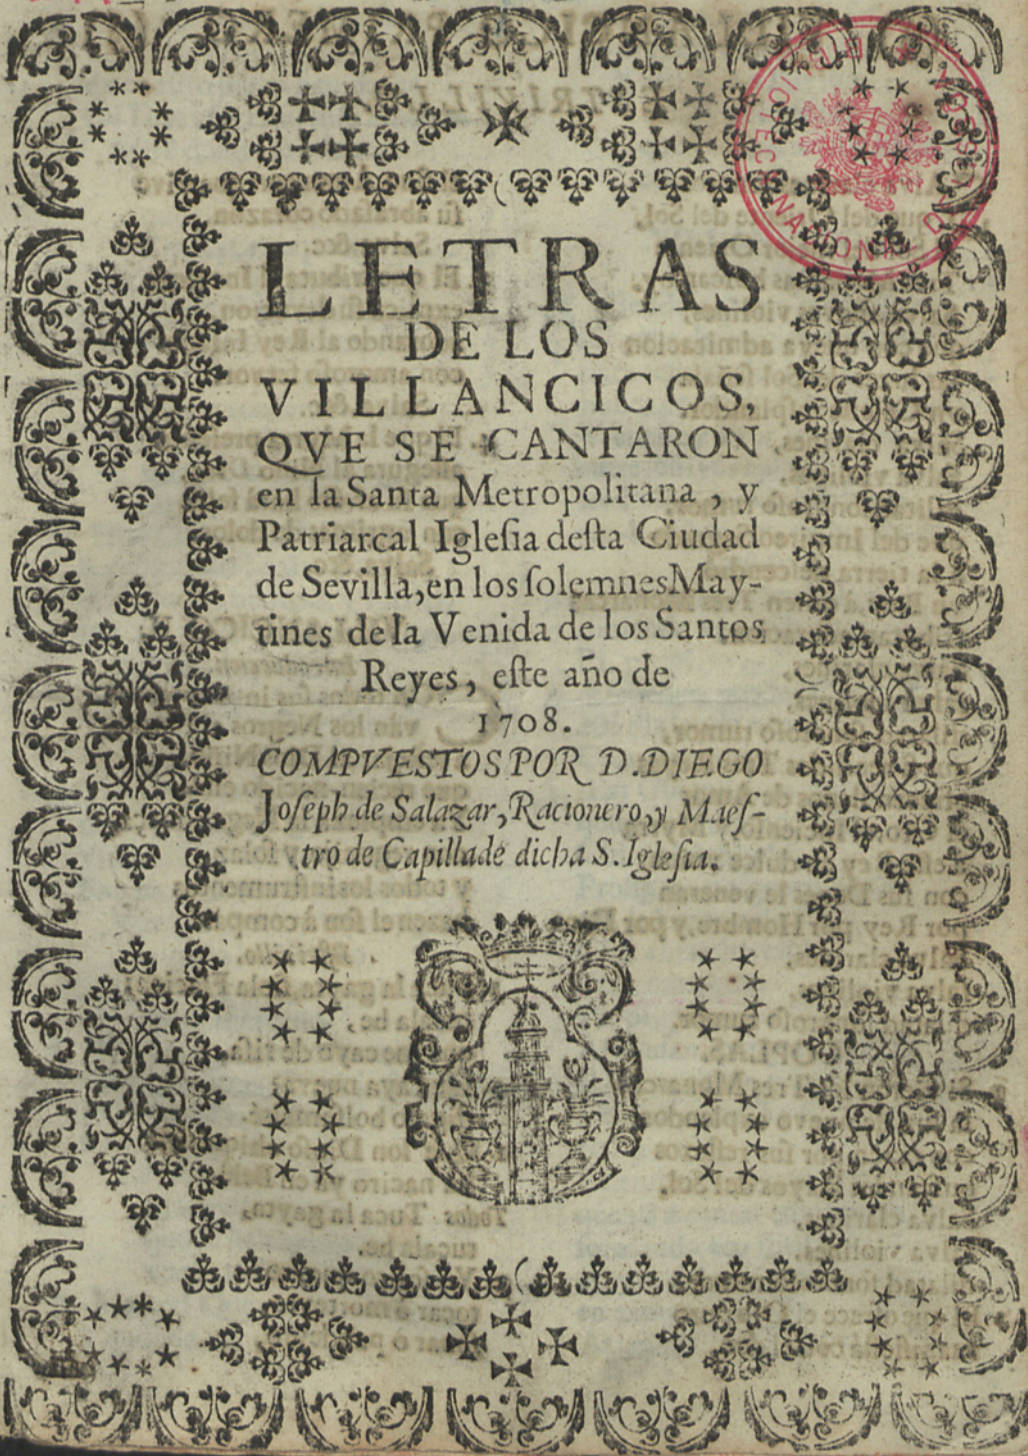 LETRAS
DE LOS
VILLANCICOS,
QVE SE CANTARON
en la Santa Metropolitana , y
Patriarcal Igleſia deſta Ciudad
de Sevilla, en los ſolemnes May-
tines de la Venida de los Santos
Reyes, eſte año de
1708.
COMPVESTOS POR D. DIEGO
Joſeph de Salazar, Racionero, y Maeſ-
tro de Capilla de dicha S. Igleſia.
BIBLIOTECA NACIONAL